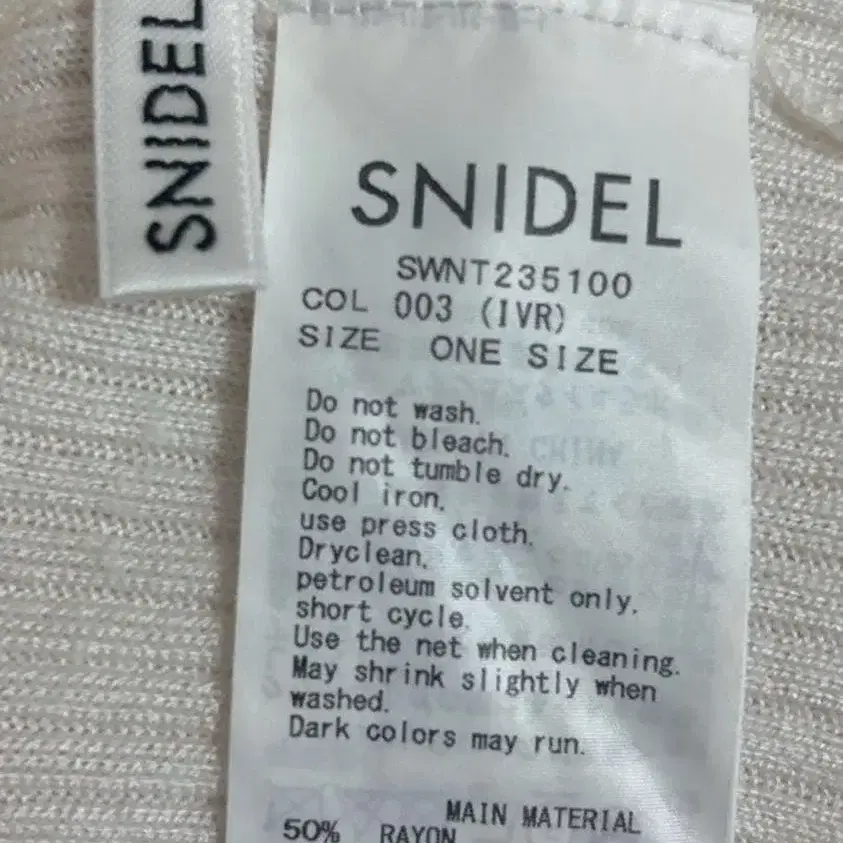 SNIDEL
SNIDEL
SWNT235100
COL 003 (IVR)
SIZE ONE SIZE
Do not wash.
Do not bleach.
Do not tumble dry.
Cool iron.
use press cloth.
Dryclean.
petroleum solvent only.
short cycle.
Use the net when cleaning.
May shrink slightly when
washed.
Dark colors may run.
MAIN MATERIAL
50% RAYON